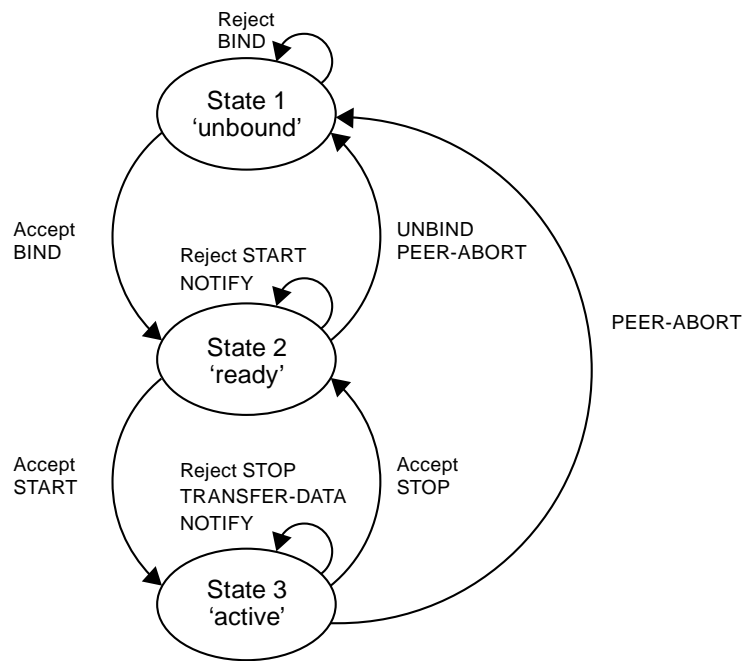 Reject
BIND
State 1
‘unbound’
Accept
BIND
UNBIND
PEER-ABORT
Reject START
NOTIFY
PEER-ABORT
State 2
‘ready’
Accept
START
Reject STOP
TRANSFER-DATA
NOTIFY
Accept
STOP
State 3
‘active’